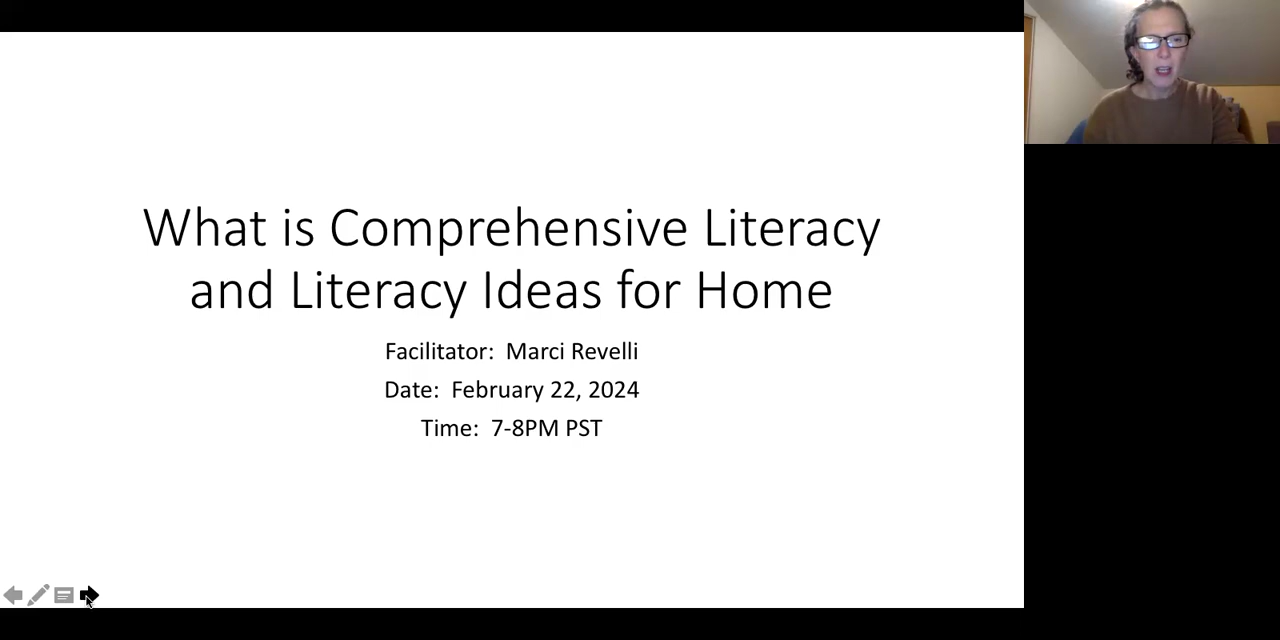 What is Comprehensive Literacy
and Literacy Ideas for Home
Facilitator:  Marci Revelli
Date:  February 22, 2024
Time:  7-8PM PST